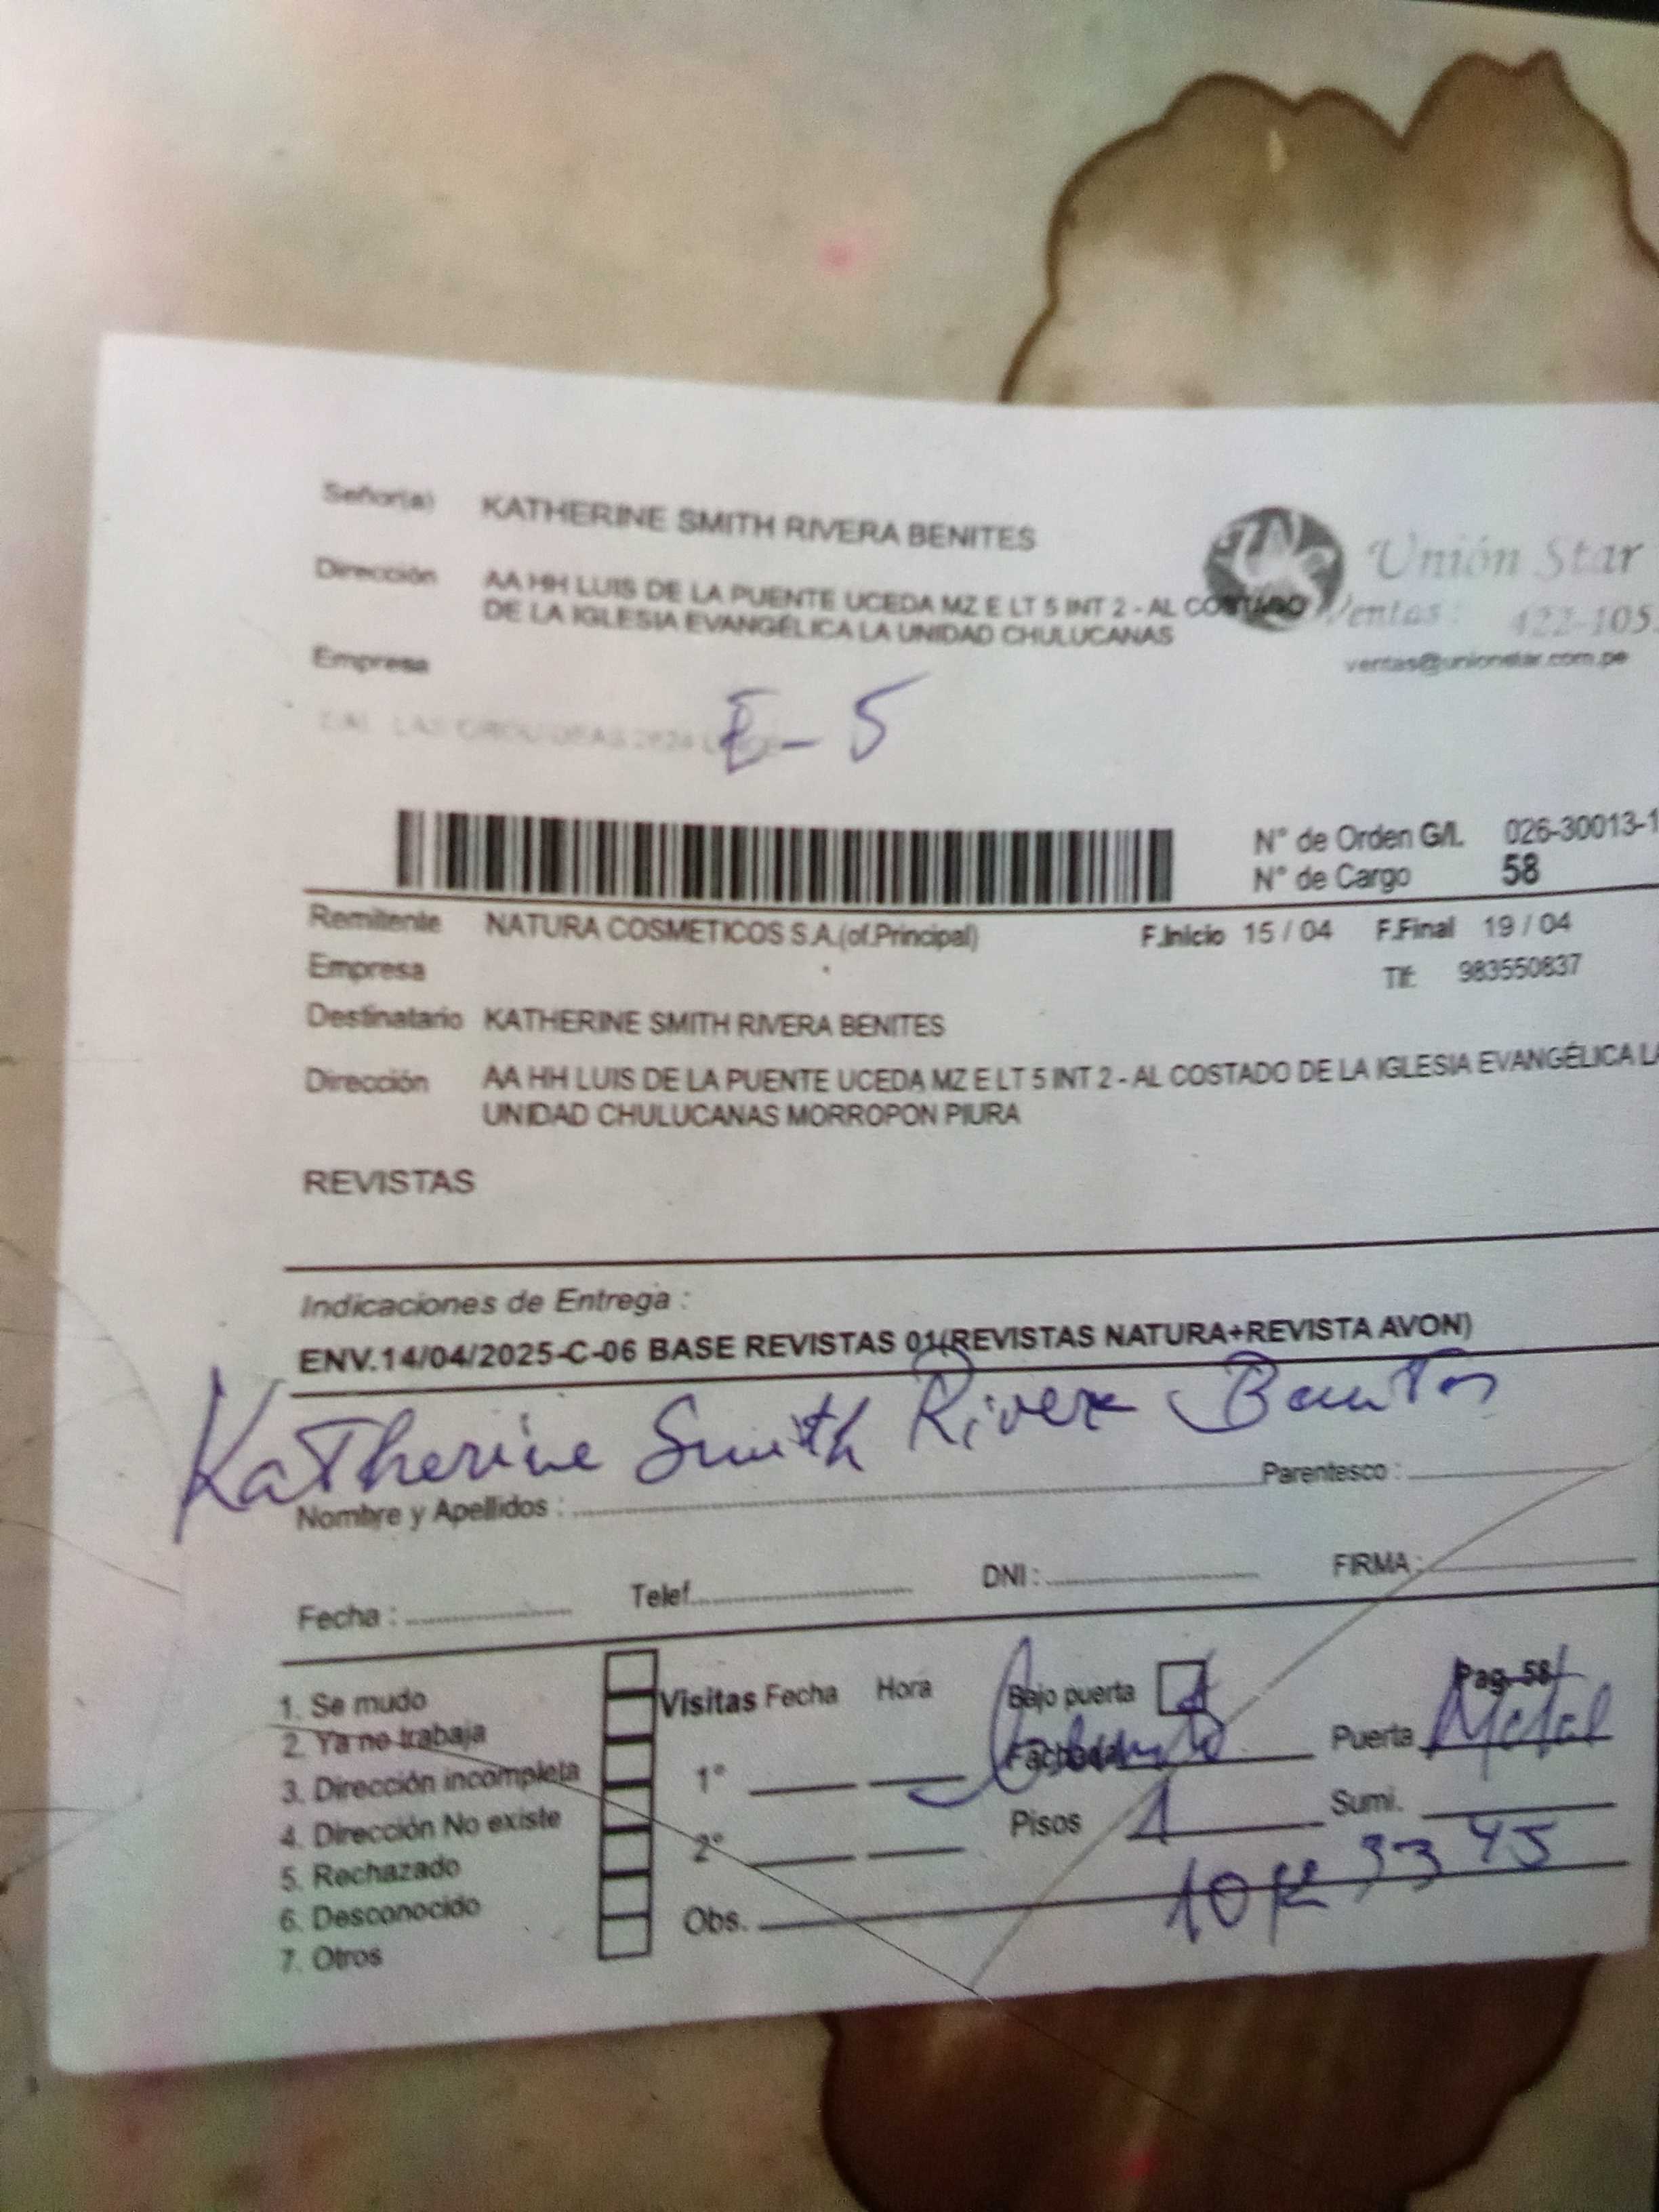 Señor(a) KATHERINE SMITH RIVERA BENITES
Unión Star
Dirección AA HH LUIS DE LA PUENTE UCEDA MZ E LT 5 INT 2 - AL COSTADO
DE LA IGLESIA EVANGÉLICA LA UNIDAD CHULUCANAS
Ventas: 422-105
ventas@unionstar.com.pe
Empresa
E-5
N° de Orden G/L 026-30013-1
N° de Cargo 58
Remitente NATURA COSMETICOS S.A.(of.Principal) F.Inicio 15 / 04 F.Final 19 / 04
Empresa Tlf: 983550837
Destinatario KATHERINE SMITH RIVERA BENITES
Dirección AA HH LUIS DE LA PUENTE UCEDA MZ E LT 5 INT 2 - AL COSTADO DE LA IGLESIA EVANGÉLICA LA
UNIDAD CHULUCANAS MORROPON PIURA
REVISTAS
Indicaciones de Entrega :
ENV.14/04/2025-C-06 BASE REVISTAS 01(REVISTAS NATURA+REVISTA AVON)
Katherine Smith Rivera
Nombre y Apellidos : Parentesco :
Fecha : Telef. DNI : FIRMA :
1. Se mudo
2. Ya no trabaja
3. Dirección incompleta
4. Dirección No existe
5. Rechazado
6. Desconocido
7. Otros
Visitas Fecha Hora
1°
2°
Obs.
Bajo puerta
Pag. 58
Fachada Puerta Metal
Pisos 1 Sumi.
3345